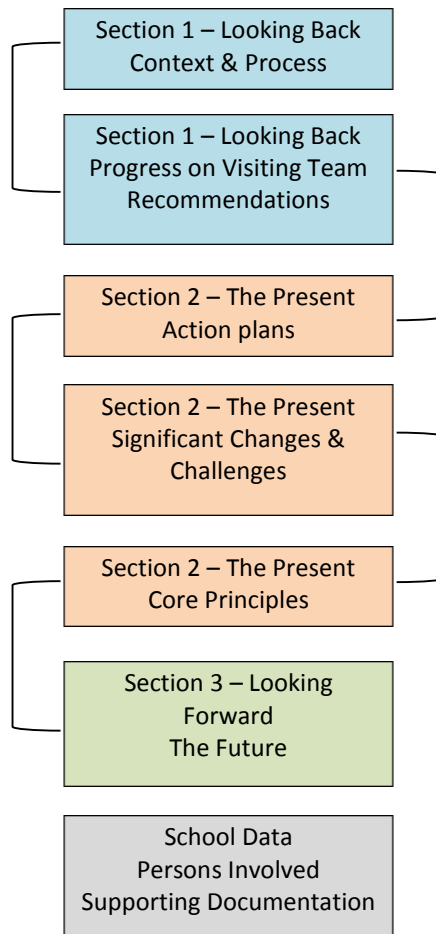 Section 1 – Looking Back
Context & Process
Section 1 – Looking Back
Progress on Visiting Team
Recommendations
Section 2 – The Present
Action plans
Section 2 – The Present
Significant Changes &
Challenges
Section 2 – The Present
Core Principles
Section 3 – Looking
Forward
The Future
School Data
Persons Involved
Supporting Documentation